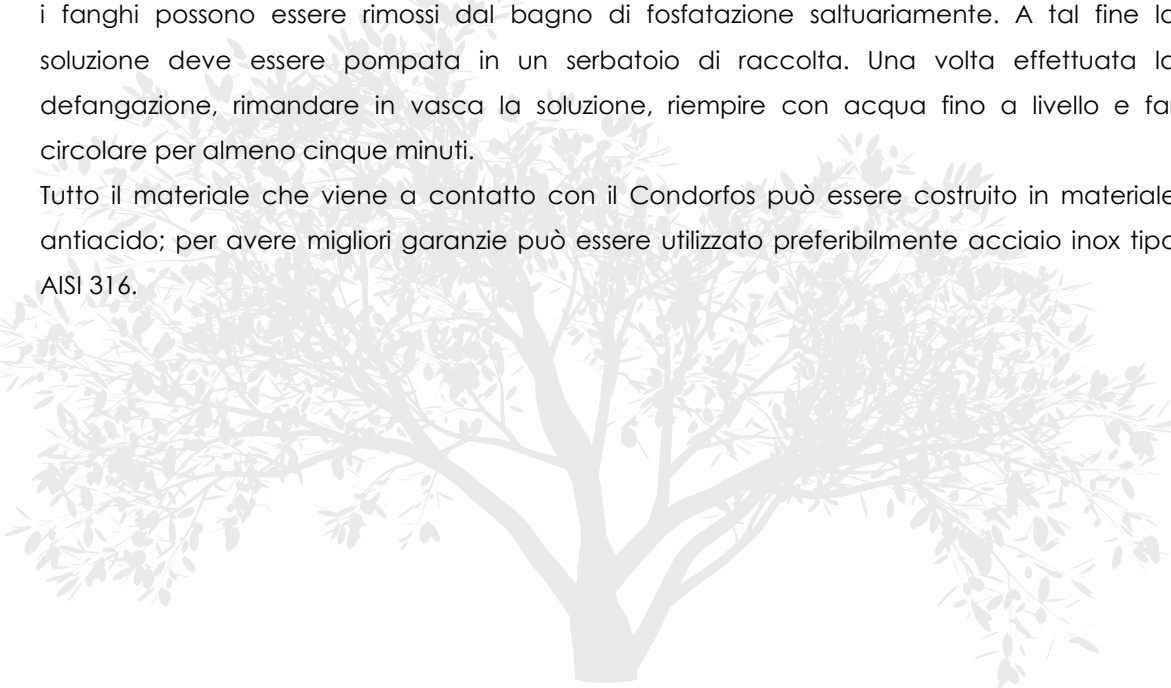 i fanghi possono essere rimossi dal bagno di fosfatazione saltuariamente. A tal fine la
soluzione deve essere pompata in un serbatoio di raccolta. Una volta effettuata la
defangazione, rimandare in vasca la soluzione, riempire con acqua fino a livello e far
circolare per almeno cinque minuti.
Tutto il materiale che viene a contatto con il Condorfos può essere costruito in materiale
antiacido; per avere migliori garanzie può essere utilizzato preferibilmente acciaio inox tipo
AISI 316.